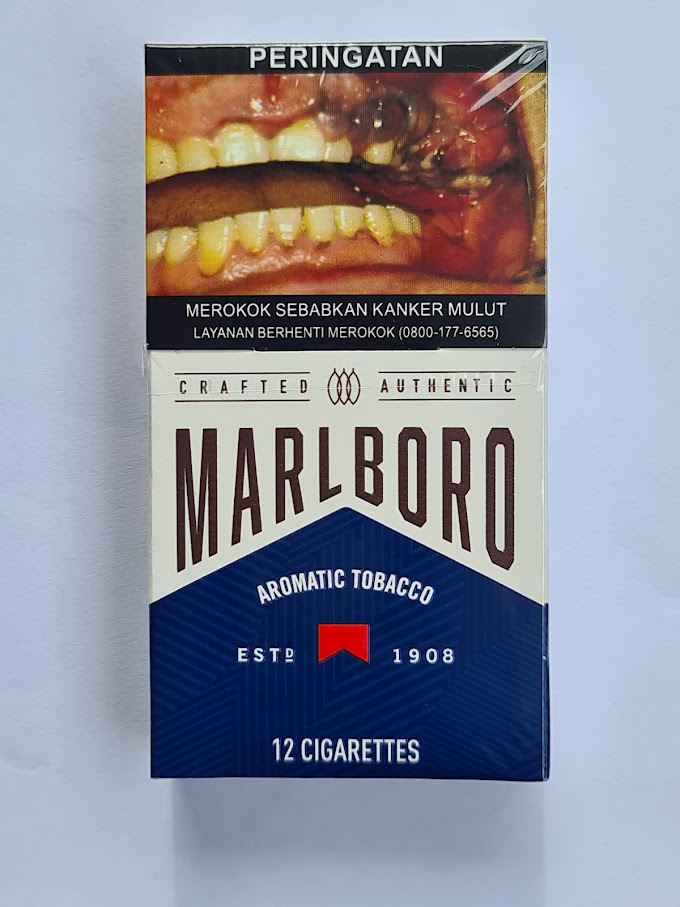 PERINGATAN
MEROKOK SEBABKAN KANKER MULUT
LAYANAN BERHENTI MEROKOK (0800-177-6565)
CRAFTED AUTHENTIC
MARLBORO
AROMATIC TOBACCO
ESTD 1908
12 CIGARETTES